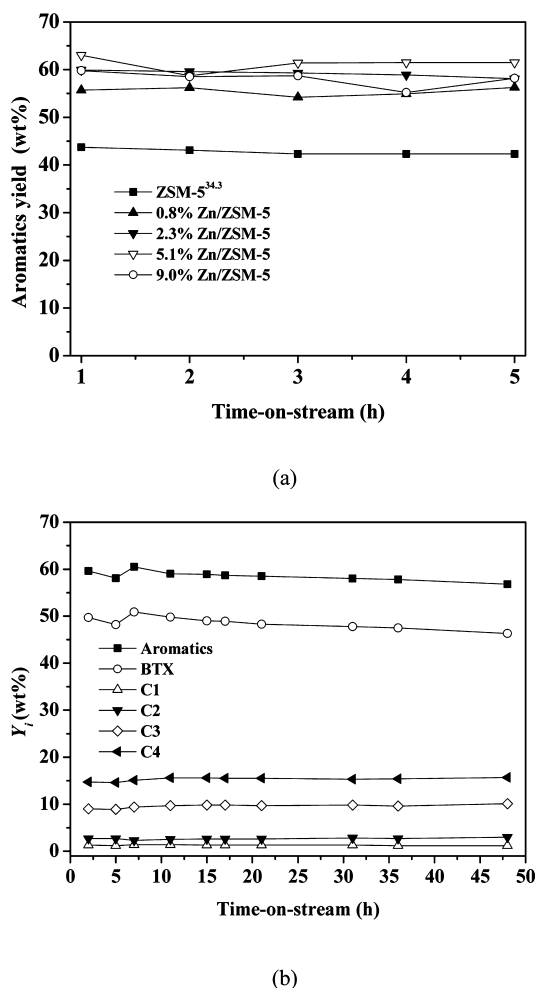 70
60
50
40
30
20
10
0
Aromatics yield (wt%)
ZSM-5^34.3
0.8% Zn/ZSM-5
2.3% Zn/ZSM-5
5.1% Zn/ZSM-5
9.0% Zn/ZSM-5
1 2 3 4 5
Time-on-stream (h)
(a)
70
60
50
40
30
20
10
0
Yi (wt%)
Aromatics
BTX
C1
C2
C3
C4
0 5 10 15 20 25 30 35 40 45 50
Time-on-stream (h)
(b)